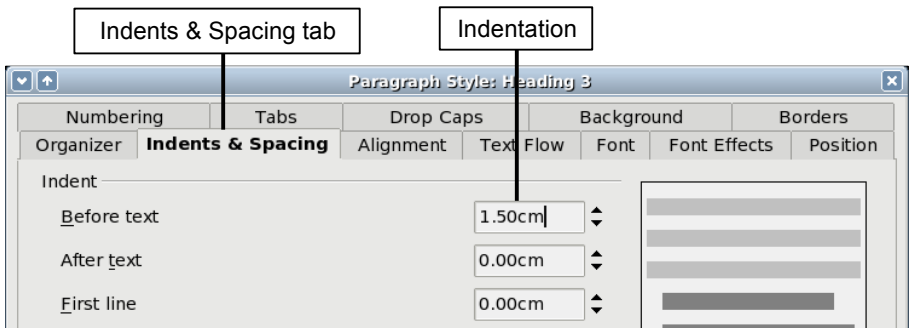 Indents & Spacing tab
Indentation
Paragraph Style: Heading 3
Numbering Tabs Drop Caps Background Borders
Organizer Indents & Spacing Alignment Text Flow Font Font Effects Position
Indent
Before text 1.50cm
After text 0.00cm
First line 0.00cm